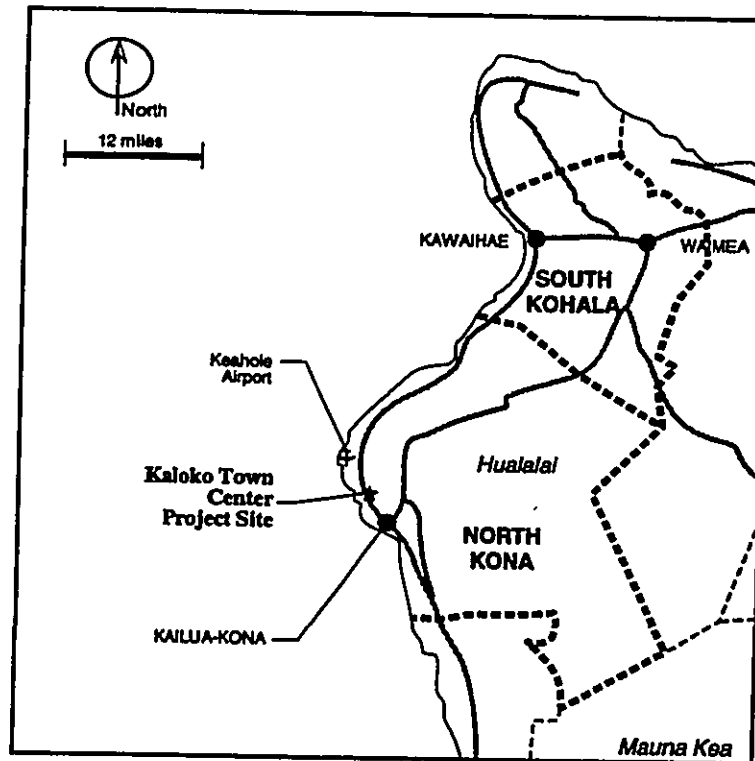 North
12 miles
KAWAIHAE
WAIMEA
SOUTH
KOHALA
Keahole
Airport
Hualalai
Kaloko Town
Center
Project Site
NORTH
KONA
KAILUA-KONA
Mauna Kea